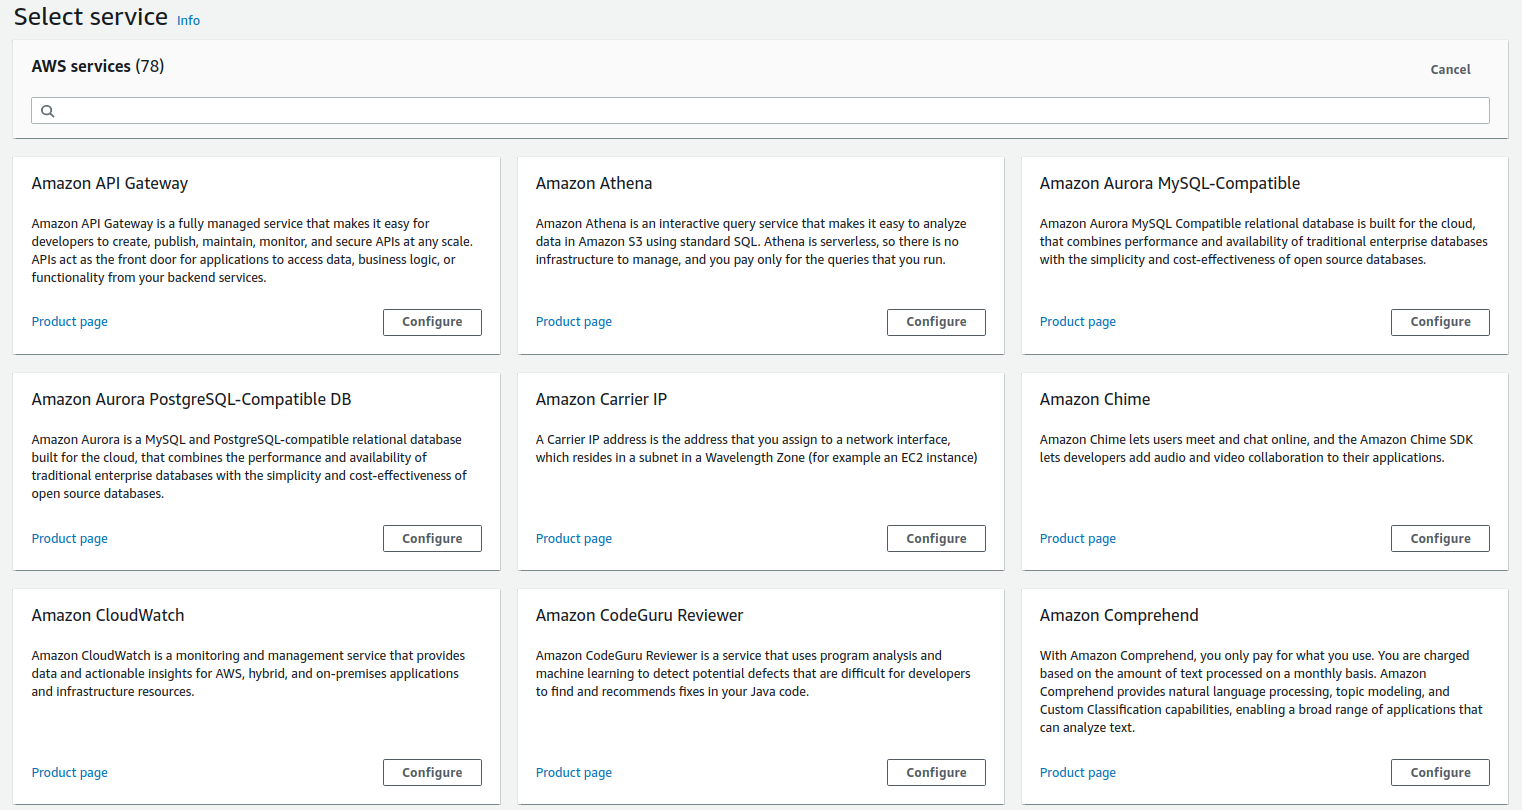 Select service Info
AWS services (78)
Cancel
Amazon API Gateway
Amazon API Gateway is a fully managed service that makes it easy for
developers to create, publish, maintain, monitor, and secure APIs at any scale.
APIs act as the front door for applications to access data, business logic, or
functionality from your backend services.
Product page
Configure
Amazon Athena
Amazon Athena is an interactive query service that makes it easy to analyze
data in Amazon S3 using standard SQL. Athena is serverless, so there is no
infrastructure to manage, and you pay only for the queries that you run.
Product page
Configure
Amazon Aurora MySQL-Compatible
Amazon Aurora MySQL Compatible relational database is built for the cloud,
that combines performance and availability of traditional enterprise databases
with the simplicity and cost-effectiveness of open source databases.
Product page
Configure
Amazon Aurora PostgreSQL-Compatible DB
Amazon Aurora is a MySQL and PostgreSQL-compatible relational database
built for the cloud, that combines the performance and availability of
traditional enterprise databases with the simplicity and cost-effectiveness of
open source databases.
Product page
Configure
Amazon Carrier IP
A Carrier IP address is the address that you assign to a network interface,
which resides in a subnet in a Wavelength Zone (for example an EC2 instance)
Product page
Configure
Amazon Chime
Amazon Chime lets users meet and chat online, and the Amazon Chime SDK
lets developers add audio and video collaboration to their applications.
Product page
Configure
Amazon CloudWatch
Amazon CloudWatch is a monitoring and management service that provides
data and actionable insights for AWS, hybrid, and on-premises applications
and infrastructure resources.
Product page
Configure
Amazon CodeGuru Reviewer
Amazon CodeGuru Reviewer is a service that uses program analysis and
machine learning to detect potential defects that are difficult for developers
to find and recommends fixes in your Java code.
Product page
Configure
Amazon Comprehend
With Amazon Comprehend, you only pay for what you use. You are charged
based on the amount of text processed on a monthly basis. Amazon
Comprehend provides natural language processing, topic modeling, and
Custom Classification capabilities, enabling a broad range of applications that
can analyze text.
Product page
Configure